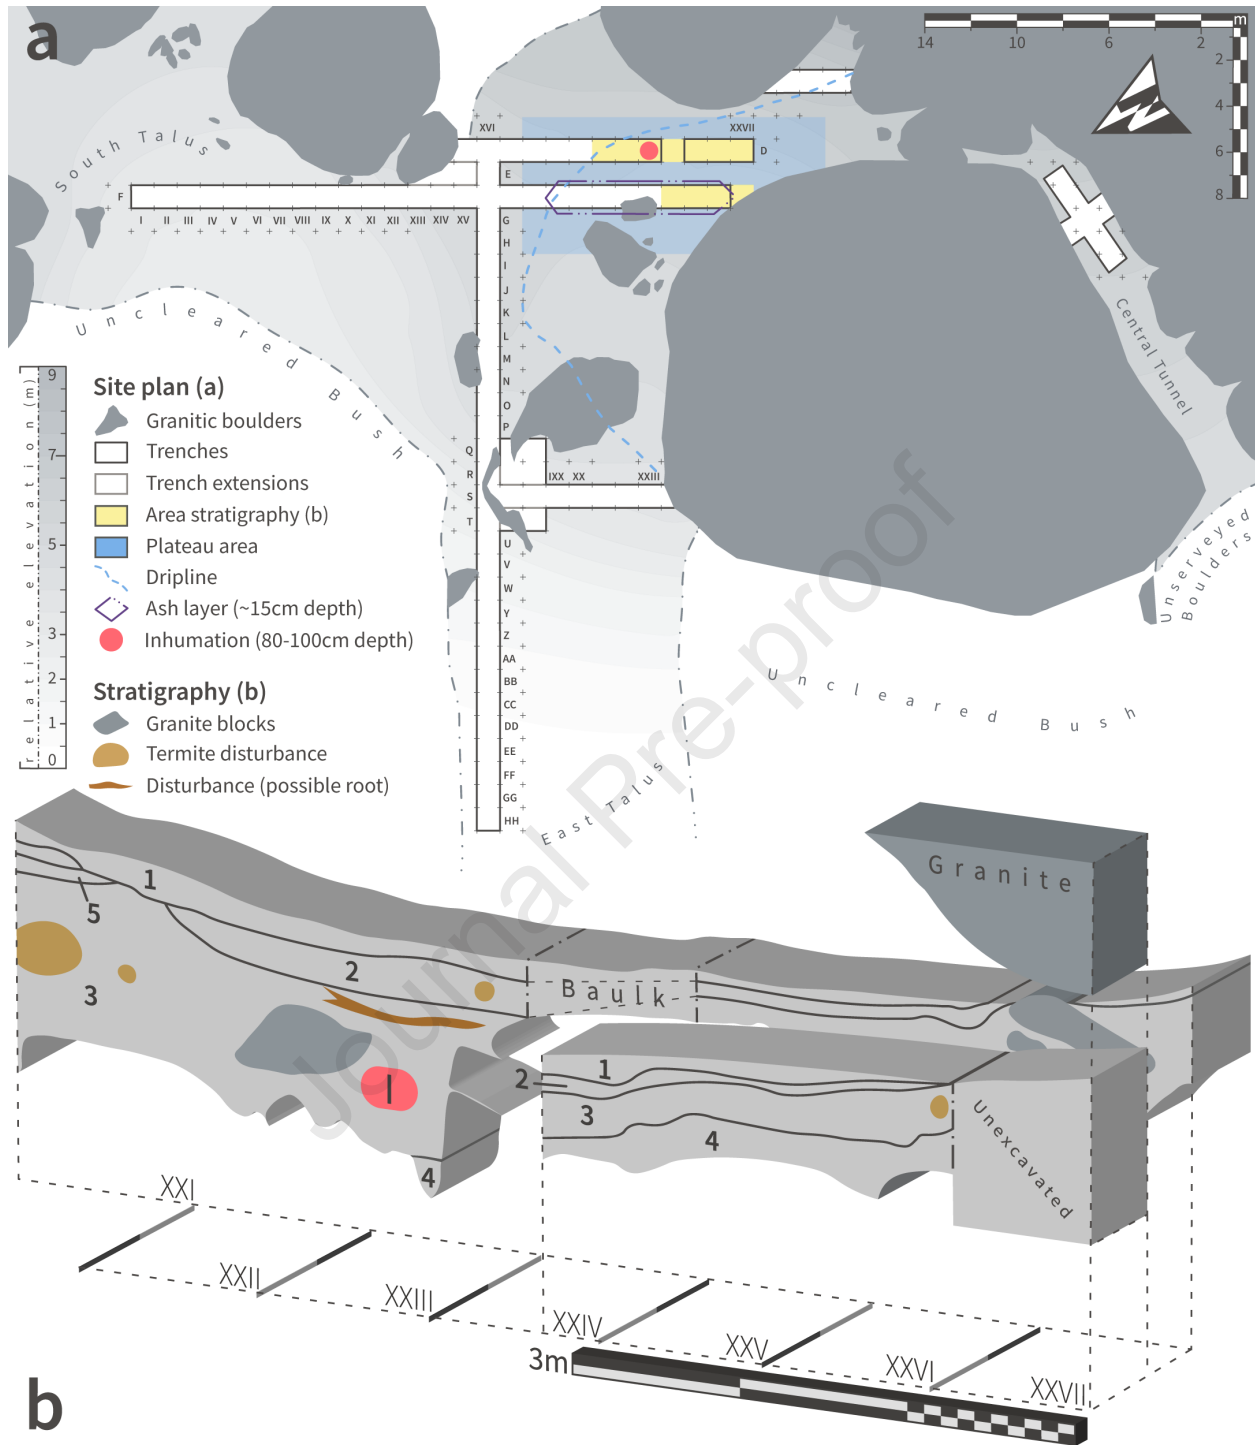 a
m
14 10 6 2
2
4
6
8
N
South Talus
XVI
XXVII
D
E
F
I II III IV V VI VII VIII IX X XI XII XIII XIV XV
G
H
I
J
K
L
M
N
O
P
Q
R
S
T
IXX XX XXIII
U
V
W
Y
Z
AA
BB
CC
DD
EE
FF
GG
HH
Central Tunnel
Uncleared Bush
Unserveyed
Boulders
Uncleared Bush
East Talus
relative elevation (m)
9
7
5
3
2
1
0
Site plan (a)
Granitic boulders
Trenches
Trench extensions
Area stratigraphy (b)
Plateau area
Dripline
Ash layer (~15cm depth)
Inhumation (80-100cm depth)
Stratigraphy (b)
Granite blocks
Termite disturbance
Disturbance (possible root)
Journal Pre-proof
Granite
1
5
2
3
Baulk
I
4
1
2
3
4
Unexcavated
XXI
XXII
XXIII
XXIV
XXV
XXVI
XXVII
3m
b